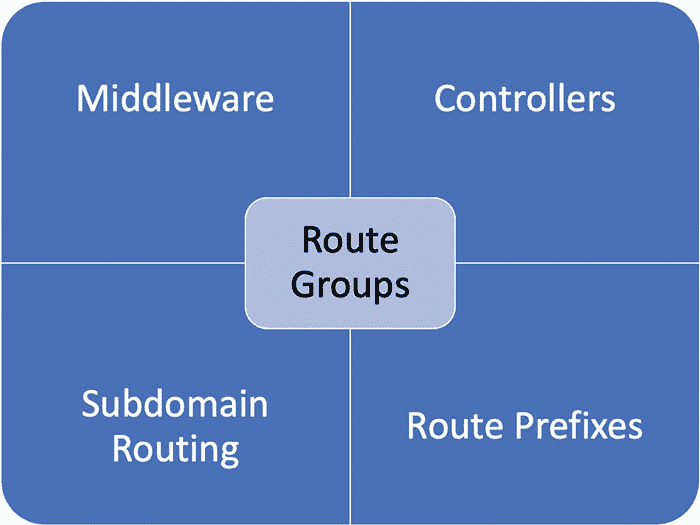 Middleware
Controllers
Route
Groups
Subdomain
Routing
Route Prefixes